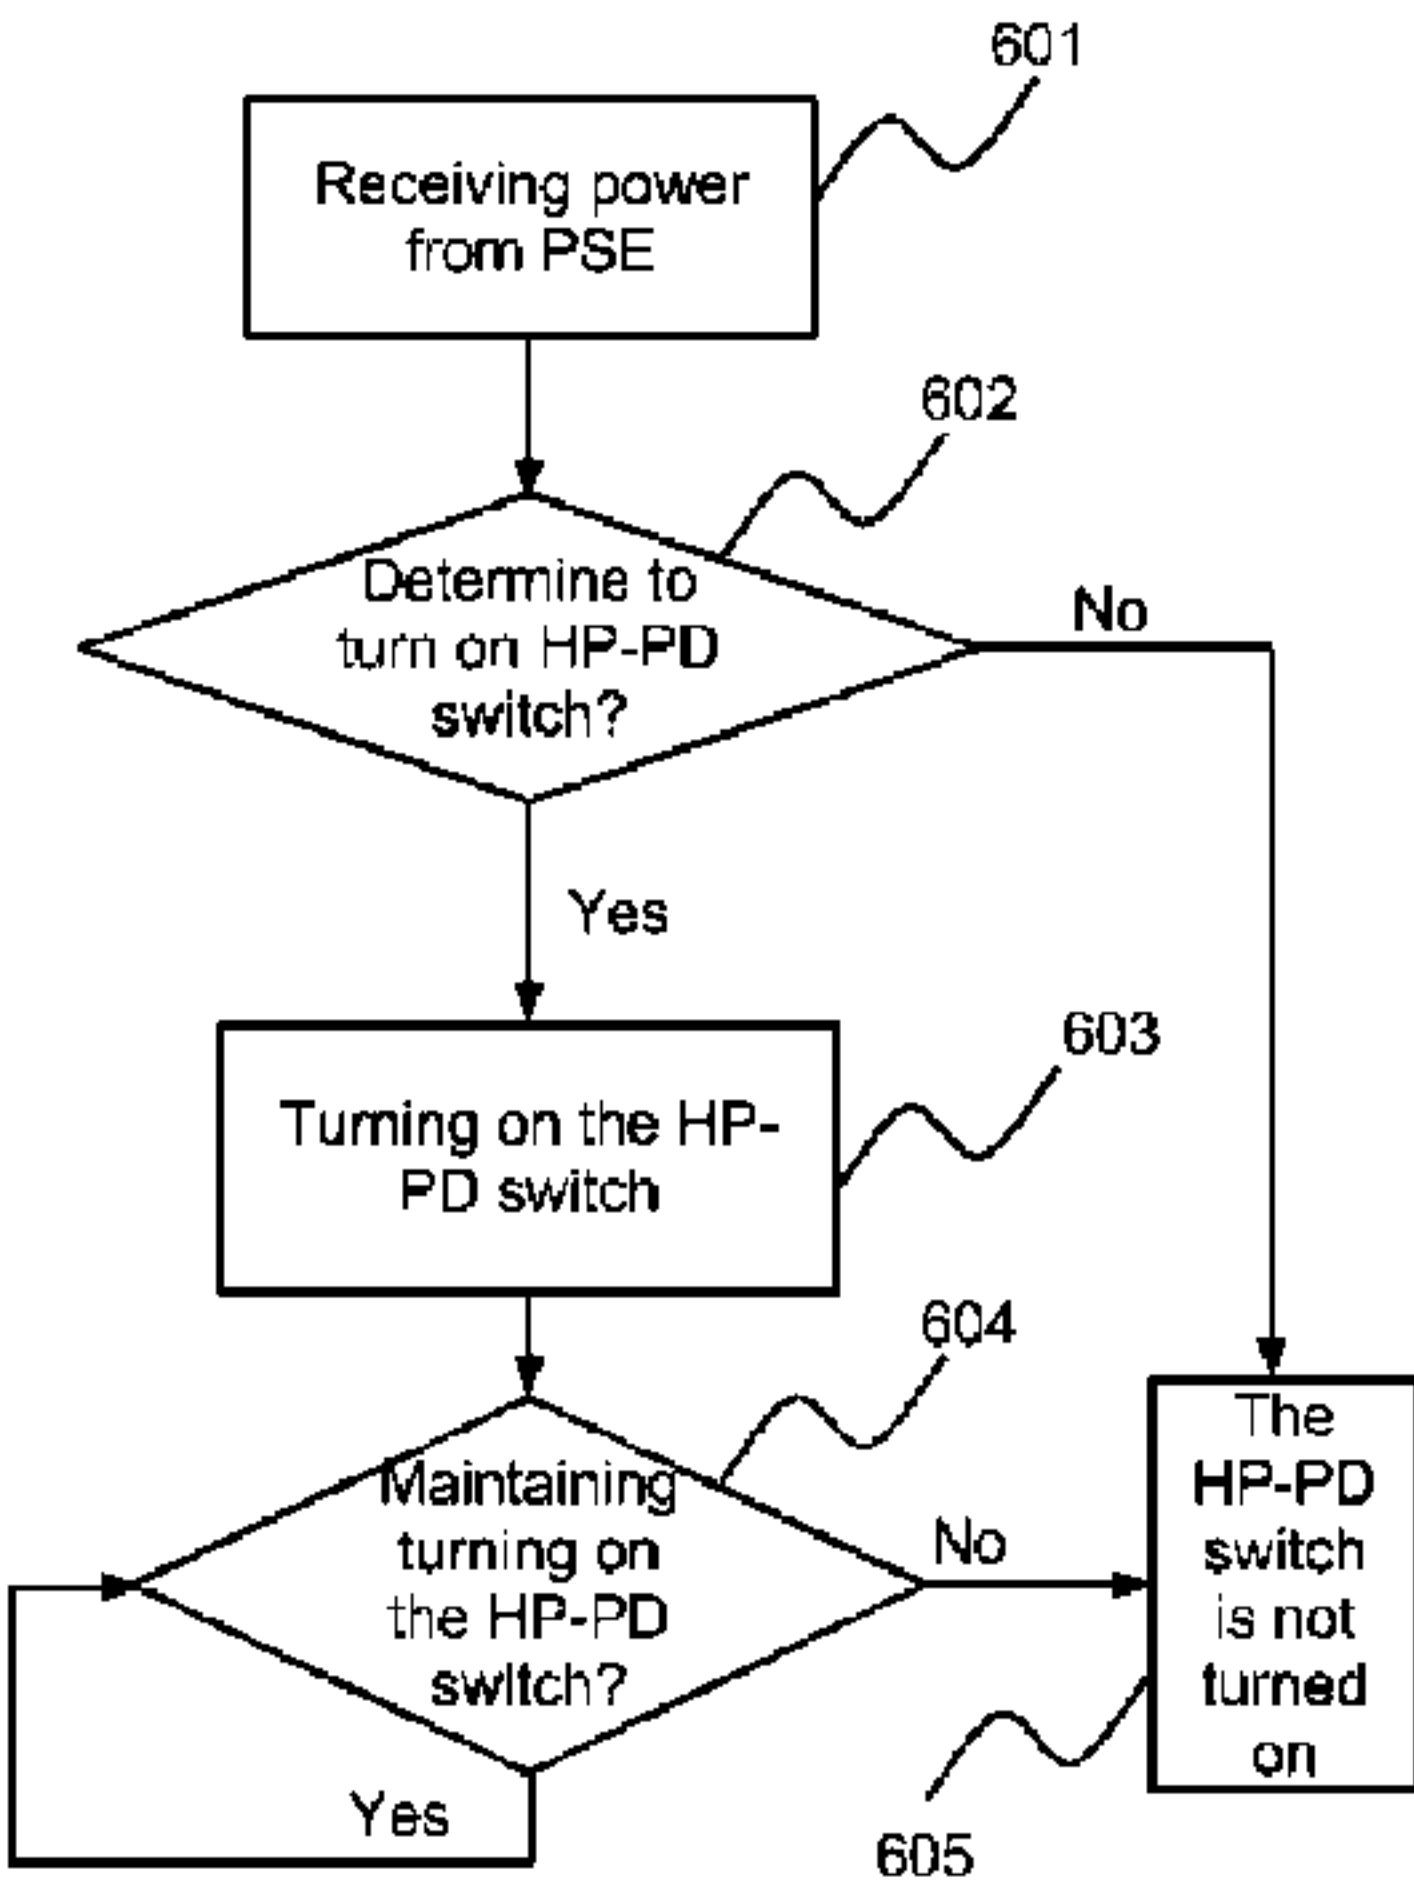 601
Receiving power
from PSE
602
Determine to
turn on HP-PD
switch?
No
Yes
603
Turning on the HP-
PD switch
604
Maintaining
turning on
the HP-PD
switch?
No
Yes
The
HP-PD
switch
is not
turned
on
605